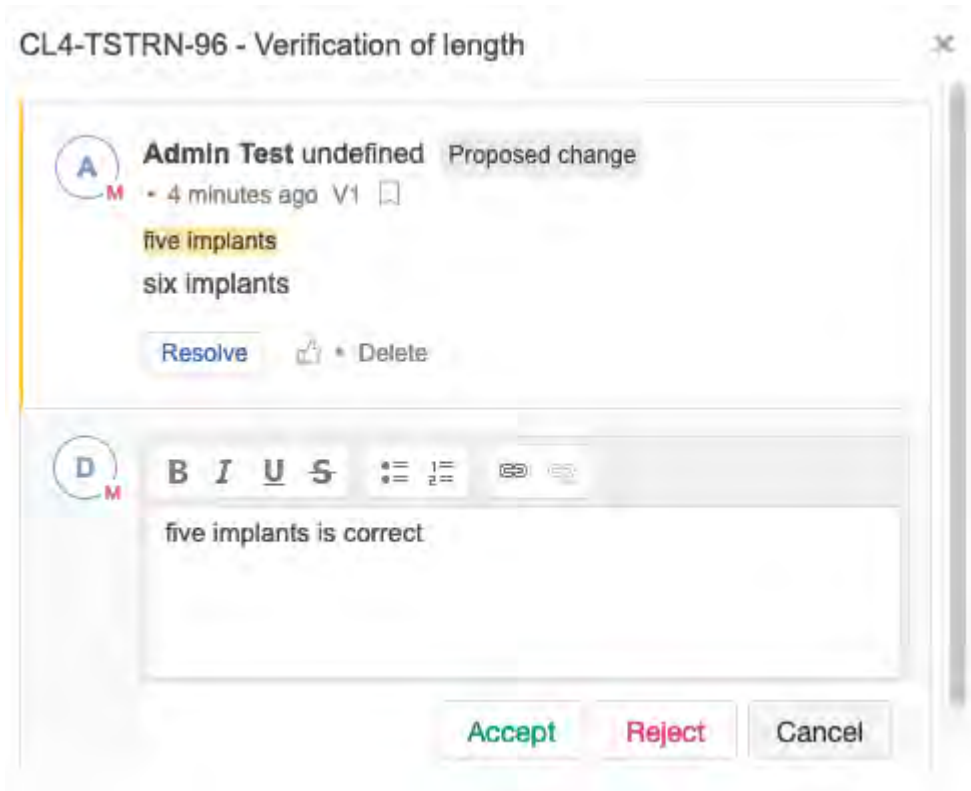 CL4-TSTRN-96 - Verification of length
A
M
Admin Test undefined Proposed change
• 4 minutes ago V1
five implants
six implants
Resolve • Delete
D
M
B I U S
five implants is correct
Accept Reject Cancel